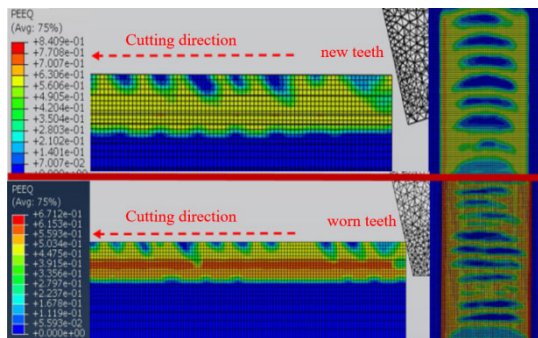 PEEQ
(Avg: 75%)
+8.409e-01
+7.708e-01
+7.007e-01
+6.306e-01
+5.606e-01
+4.905e-01
+4.204e-01
+3.504e-01
+2.803e-01
+2.102e-01
+1.401e-01
+7.007e-02
Cutting direction
new teeth
PEEQ
(Avg: 75%)
+6.712e-01
+6.153e-01
+5.593e-01
+5.034e-01
+4.475e-01
+3.915e-01
+3.356e-01
+2.797e-01
+2.237e-01
+1.678e-01
+1.119e-01
+5.593e-02
+0.000e+00
Cutting direction
worn teeth